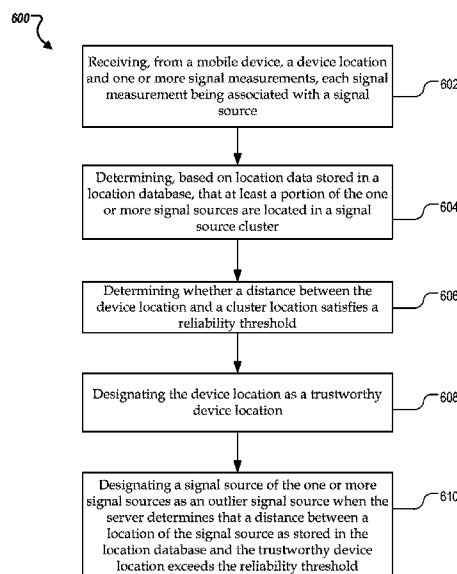 600
Receiving, from a mobile device, a device location
and one or more signal measurements, each signal
measurement being associated with a signal
source
602
Determining, based on location data stored in a
location database, that at least a portion of the one
or more signal sources are located in a signal
source cluster
604
Determining whether a distance between the
device location and a cluster location satisfies a
reliability threshold
606
Designating the device location as a trustworthy
device location
608
Designating a signal source of the one or more
signal sources as an outlier signal source when the
server determines that a distance between a
location of the signal source as stored in the
location database and the trustworthy device
location exceeds the reliability threshold
610